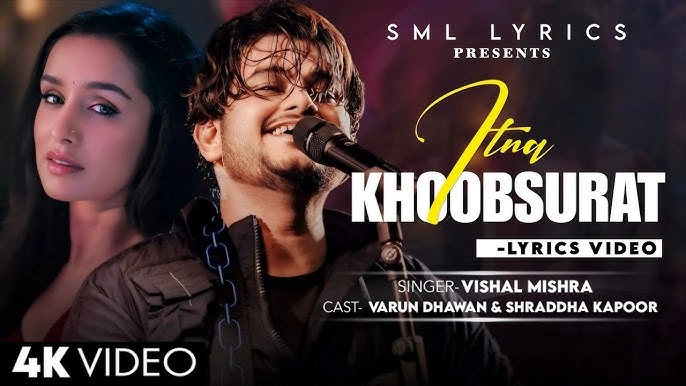 SML LYRICS
PRESENTS
Itna
KHOOBSURAT
-LYRICS VIDEO
SINGER- VISHAL MISHRA
CAST- VARUN DHAWAN & SHRADDHA KAPOOR
4K VIDEO